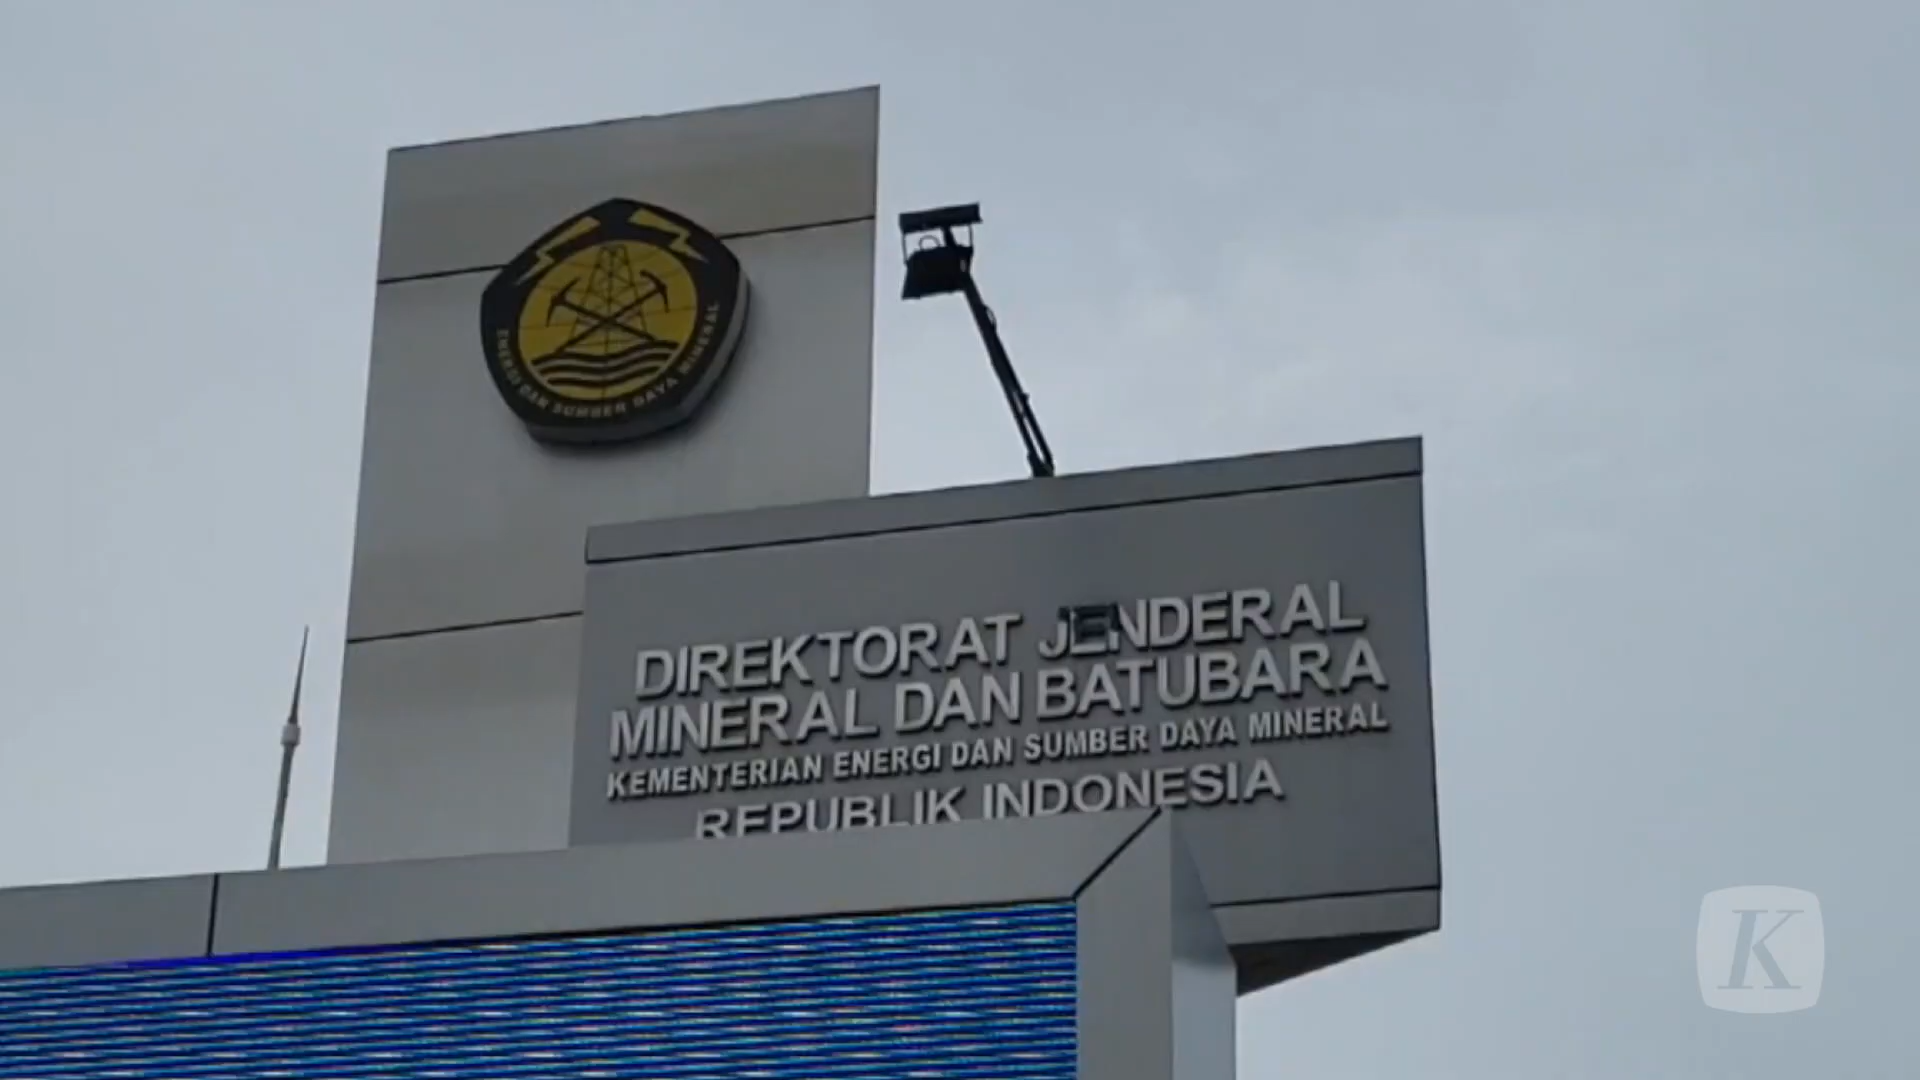 ENERGI DAN SUMBER DAYA MINERAL
DIREKTORAT JENDERAL
MINERAL DAN BATUBARA
KEMENTERIAN ENERGI DAN SUMBER DAYA MINERAL
REPUBLIK INDONESIA
K